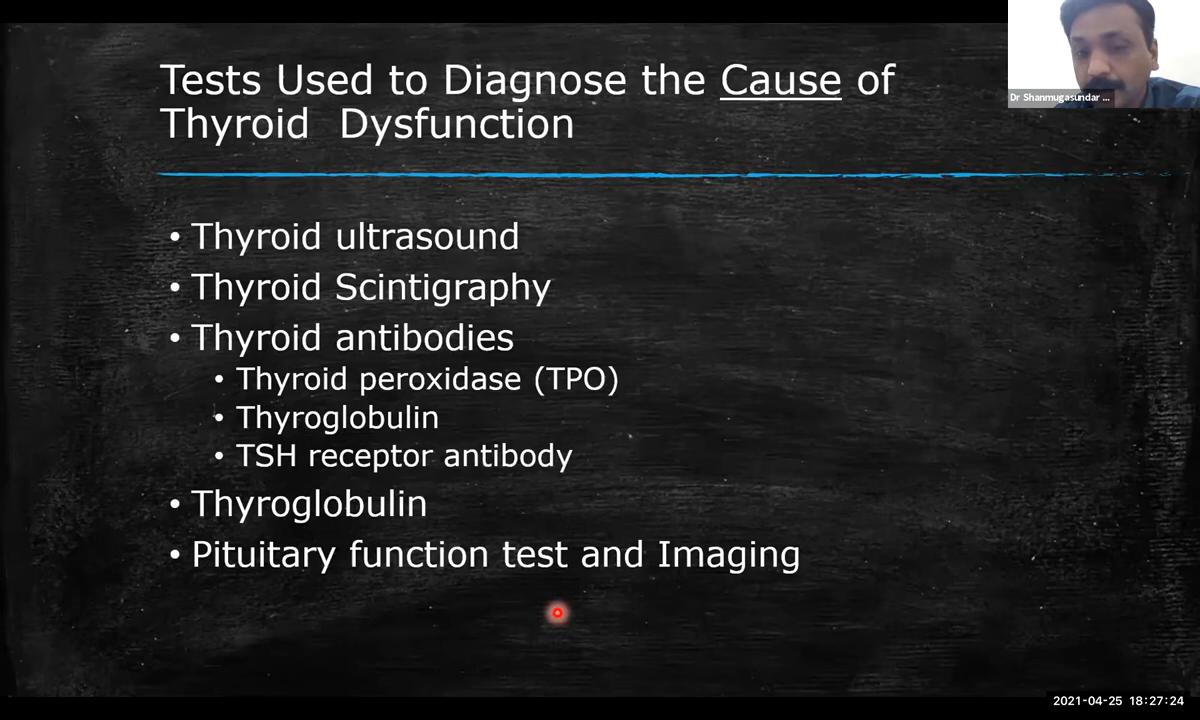 Tests Used to Diagnose the Cause of
Thyroid Dysfunction
• Thyroid ultrasound
• Thyroid Scintigraphy
• Thyroid antibodies
• Thyroid peroxidase (TPO)
• Thyroglobulin
• TSH receptor antibody
• Thyroglobulin
• Pituitary function test and Imaging
Dr Shanmugasundar ...
2021-04-25 18:27:24